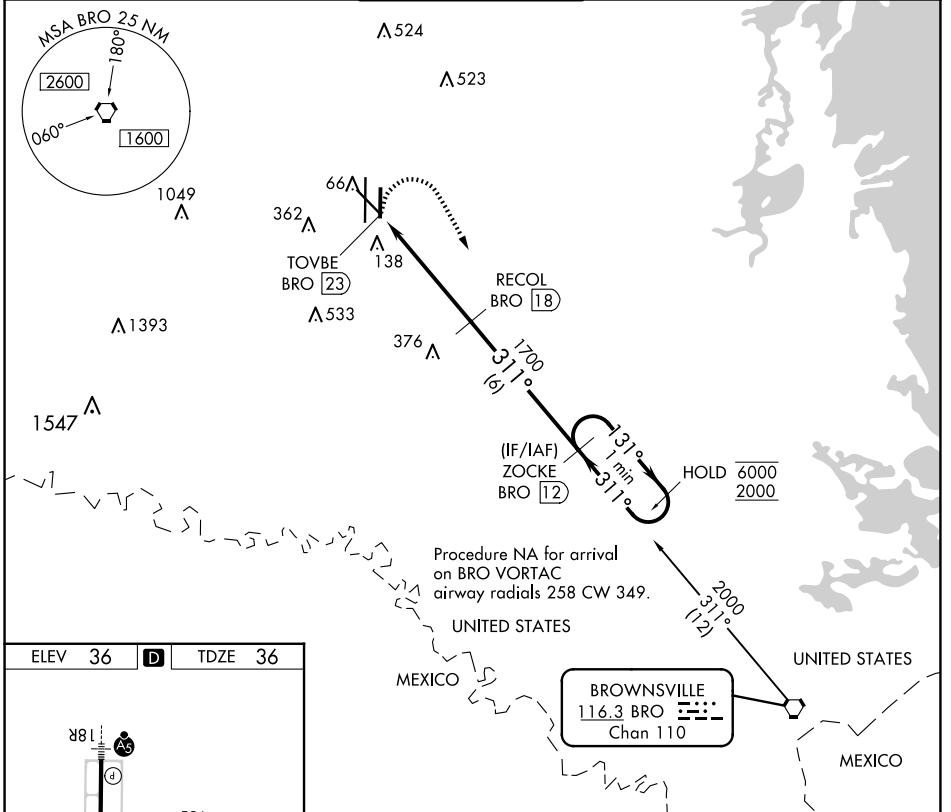 MSA BRO 25 NM
180°
2600
060°
1600
524
523
1049
66
362
TOVBE
BRO 23
138
RECOL
BRO 18
533
1393
376
1700
311°
(6)
1547
(IF/IAF)
ZOCKE
BRO 12
131°
1 min
311°
HOLD 6000
2000
Procedure NA for arrival
on BRO VORTAC
airway radials 258 CW 349.
2000
311°
(12)
UNITED STATES
MEXICO
UNITED STATES
MEXICO
BROWNSVILLE
116.3 BRO
Chan 110
ELEV 36 D TDZE 36
18R
A5
P